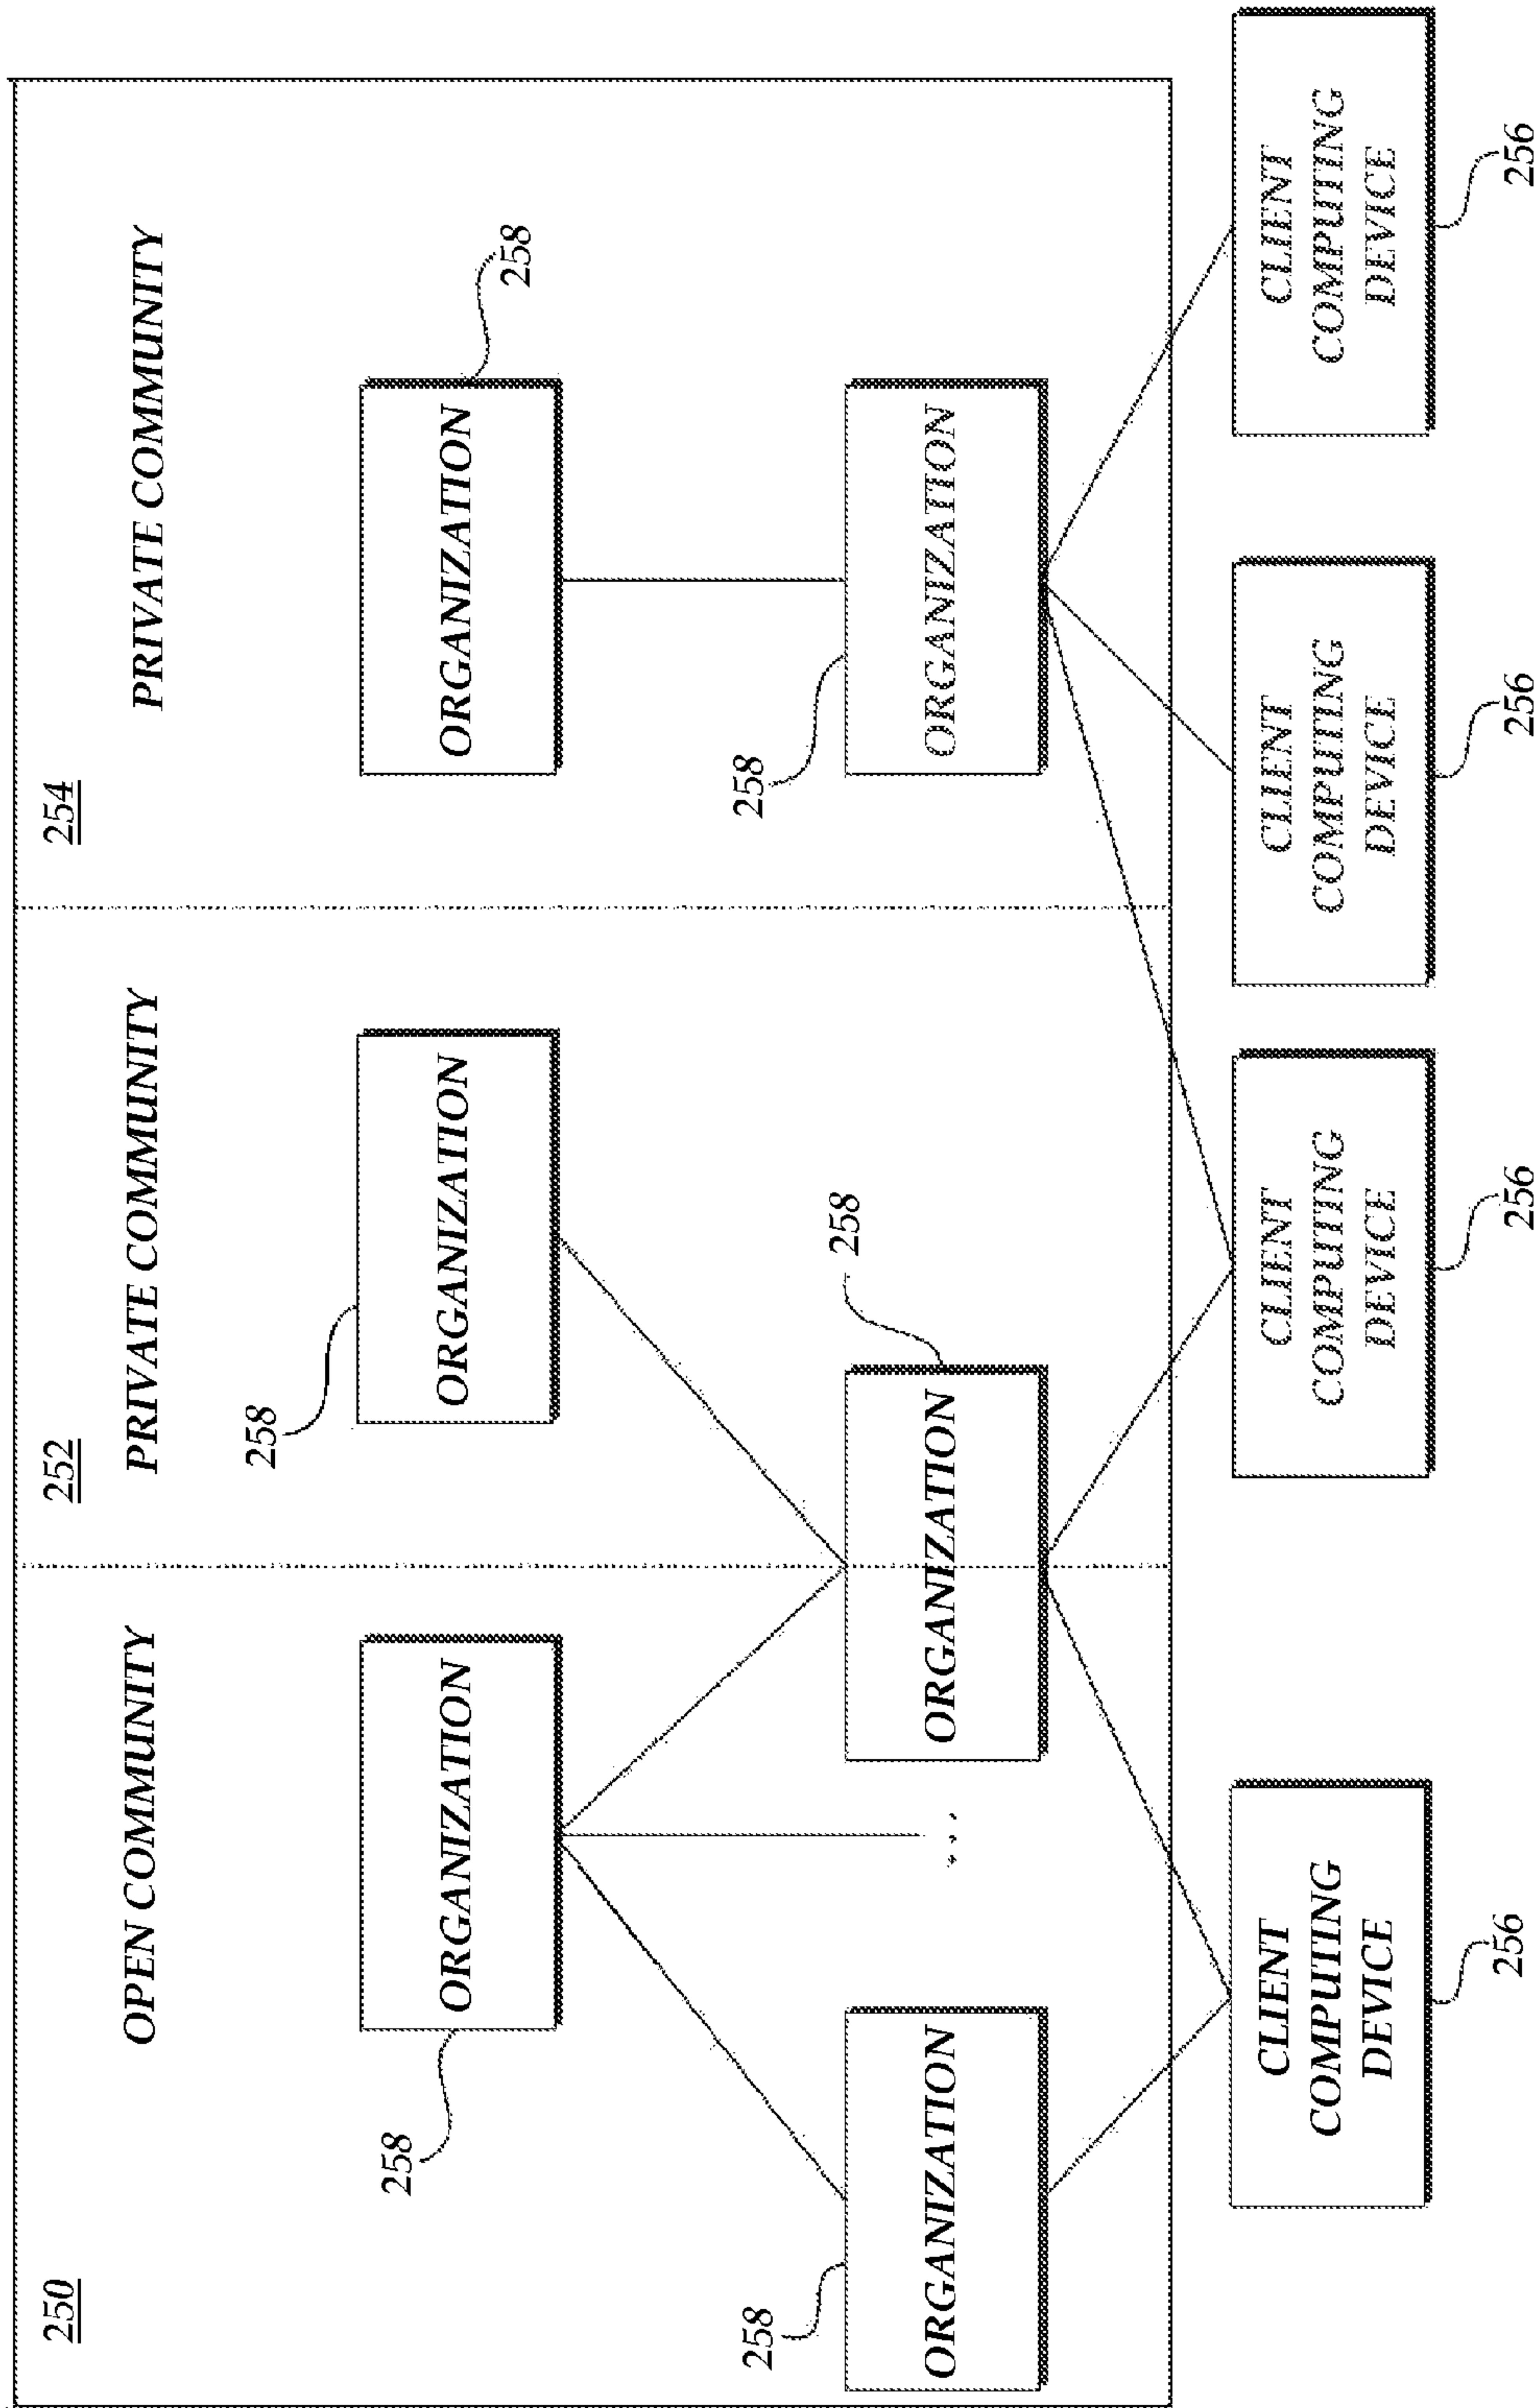 250
252
254
OPEN COMMUNITY
PRIVATE COMMUNITY
PRIVATE COMMUNITY
258
258
ORGANIZATION
ORGANIZATION
ORGANIZATION
258
258
258
258
ORGANIZATION
...
ORGANIZATION
ORGANIZATION
CLIENT
COMPUTING
DEVICE
256
CLIENT
COMPUTING
DEVICE
256
CLIENT
COMPUTING
DEVICE
256
CLIENT
COMPUTING
DEVICE
256